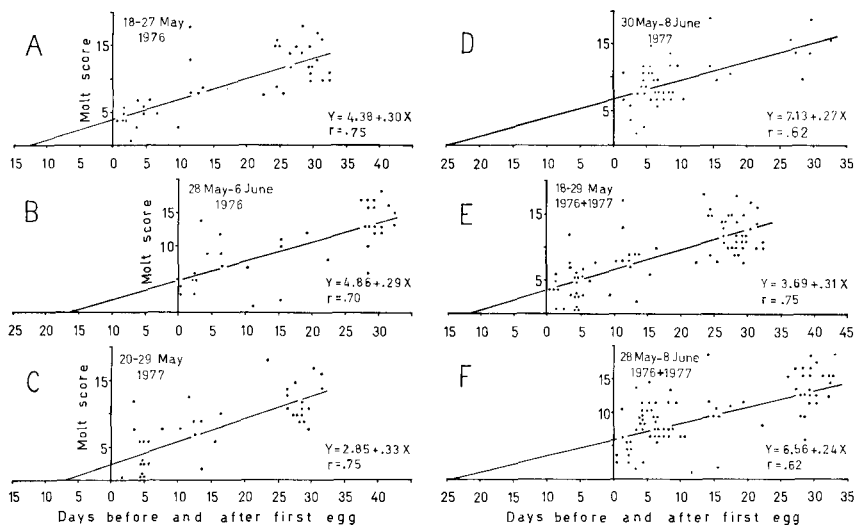 A
18-27 May
1976
Molt score
15
10
5
Y=4.38+.30X
r=.75
15 10 5 0 5 10 15 20 25 30 35 40
B
28 May-6 June
1976
Molt score
15
10
5
Y=4.86+.29X
r=.70
25 20 15 10 5 0 5 10 15 20 25 30 35
C
20-29 May
1977
Molt score
15
10
5
Y=2.85+.33X
r=.75
15 10 5 0 5 10 15 20 25 30 35 40
Days before and after first egg
D
30 May-8 June
1977
15
10
5
Y=7.13+.27X
r=.62
25 20 15 10 5 0 5 10 15 20 25 30 35
E
18-29 May
1976+1977
15
10
5
Y=3.69+.31X
r=.75
15 10 5 0 5 10 15 20 25 30 35 40 45
F
28 May-8 June
1976+1977
15
10
5
Y=6.56+.24X
r=.62
25 20 15 10 5 0 5 10 15 20 25 30 35
Days before and after first egg